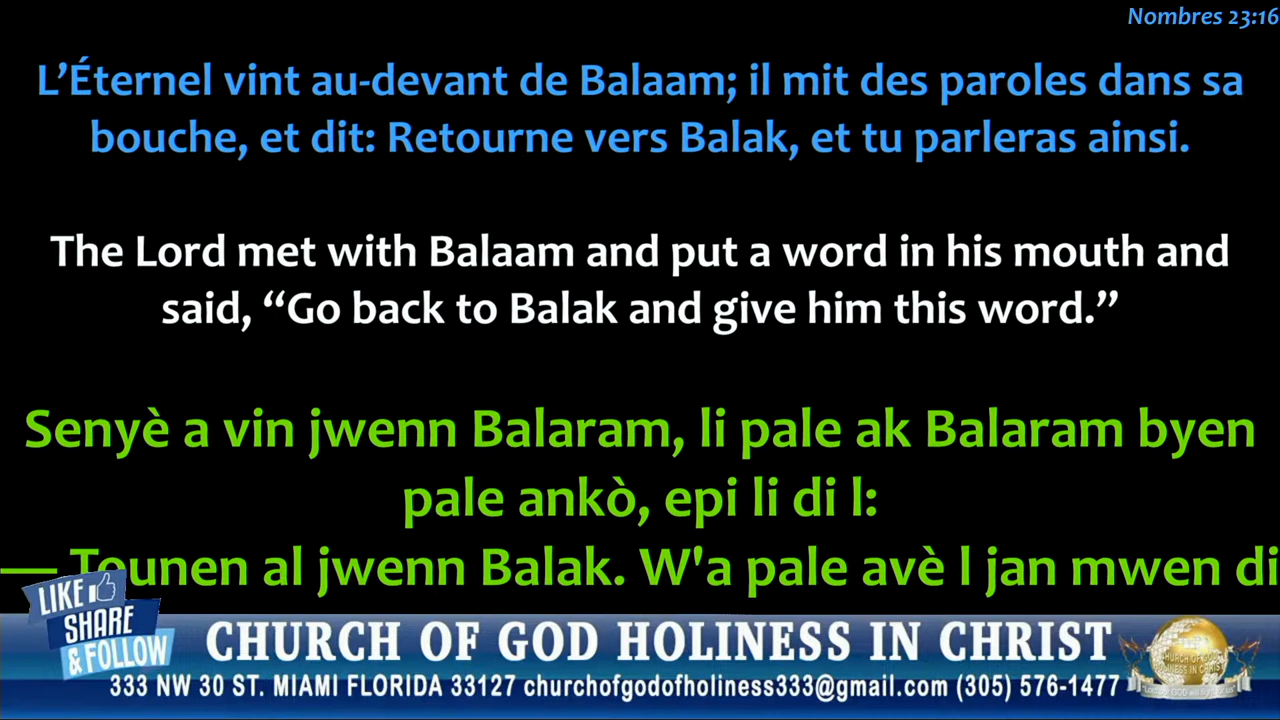 Nombres 23:16
L’Éternel vint au-devant de Balaam; il mit des paroles dans sa
bouche, et dit: Retourne vers Balak, et tu parleras ainsi.
The Lord met with Balaam and put a word in his mouth and
said, “Go back to Balak and give him this word.”
Senyè a vin jwenn Balaram, li pale ak Balaram byen
pale ankò, epi li di l:
— Tounen al jwenn Balak. W'a pale avè l jan mwen di
LIKE
SHARE
& FOLLOW
CHURCH OF GOD HOLINESS IN CHRIST
333 NW 30 ST. MIAMI FLORIDA 33127 churchofgodofholiness333@gmail.com (305) 576-1477